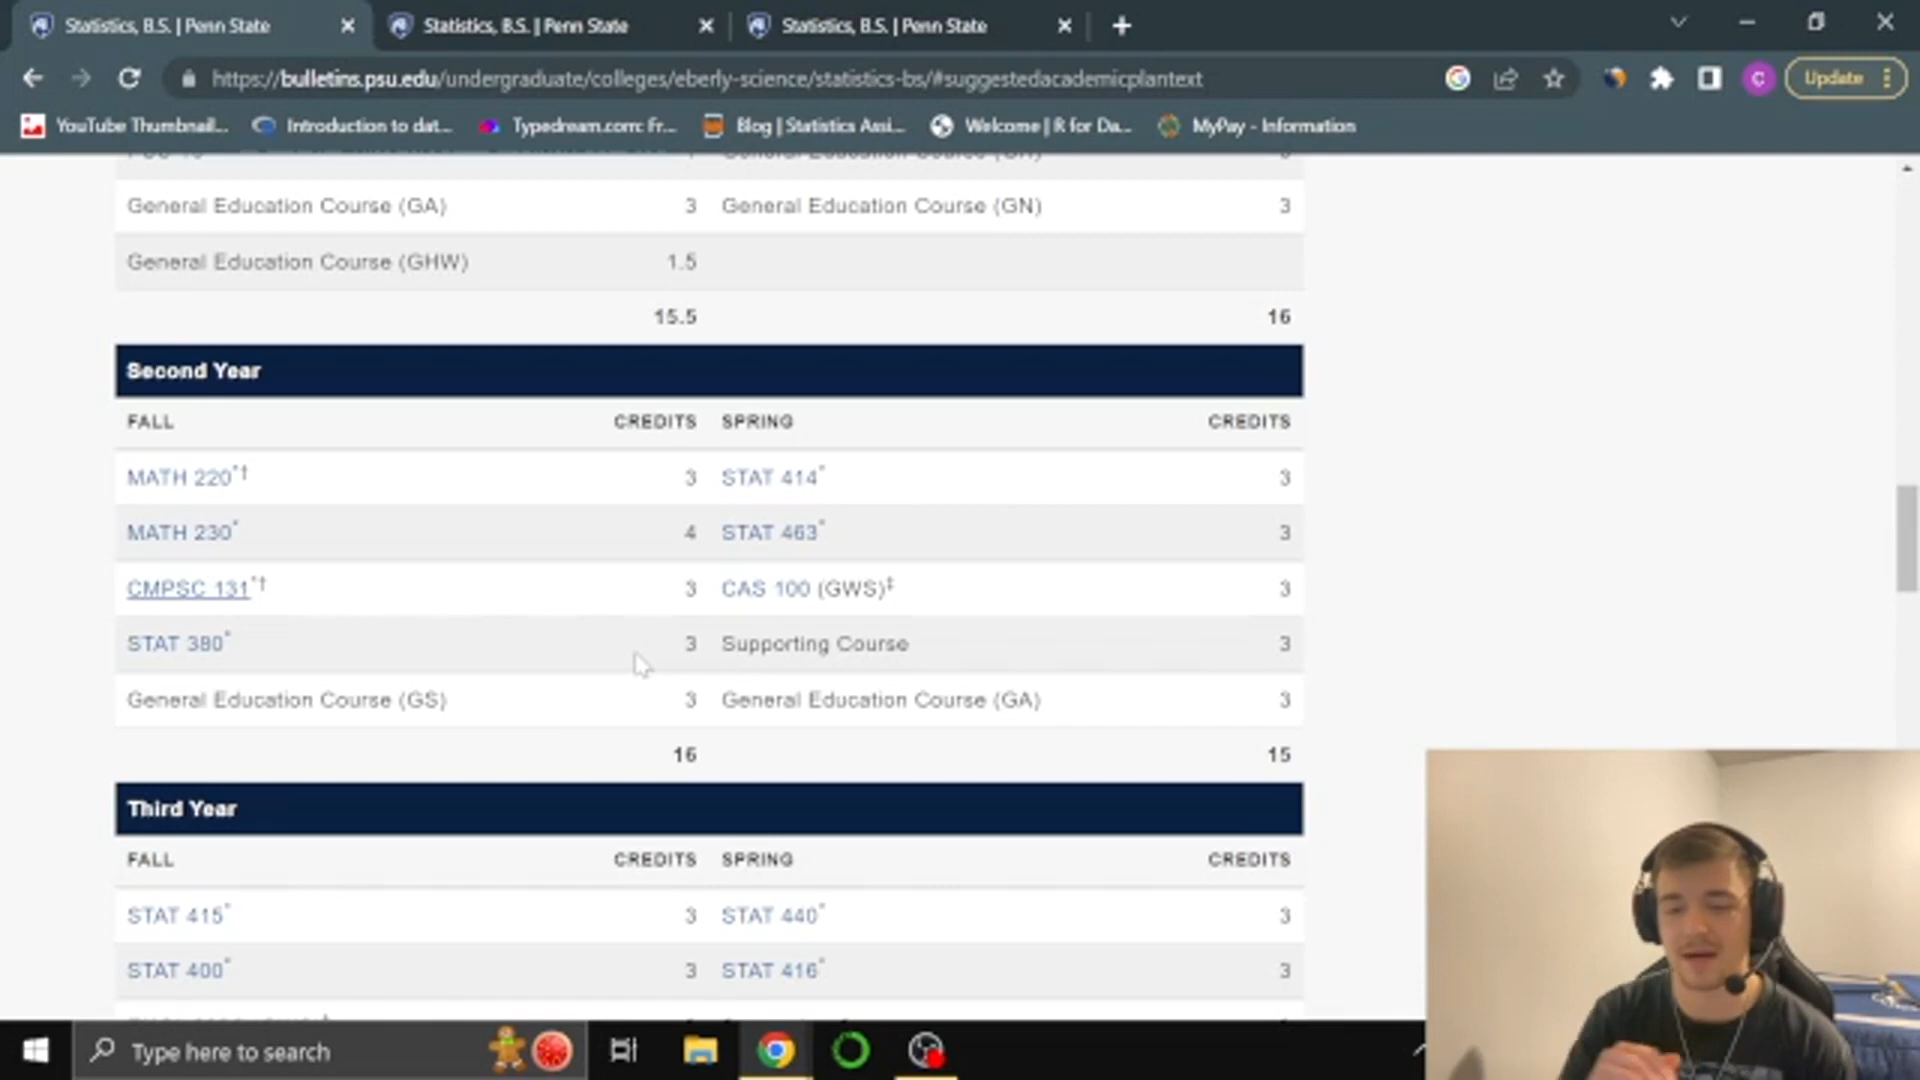 Statistics, B.S. | Penn State
Statistics, B.S. | Penn State
Statistics, B.S. | Penn State
https://bulletins.psu.edu/undergraduate/colleges/eberly-science/statistics-bs/#suggestedacademicplantext
C
Update
YouTube Thumbnail...
Introduction to dat...
Typedream.com: Fr...
Blog | Statistics Assi...
Welcome | R for Da...
MyPay - Information
General Education Course (GA) 3 General Education Course (GN) 3
General Education Course (GHW) 1.5
15.5 16
Second Year
FALL CREDITS SPRING CREDITS
MATH 220*† 3 STAT 414* 3
MATH 230* 4 STAT 463* 3
CMPSC 131*† 3 CAS 100 (GWS)‡ 3
STAT 380* 3 Supporting Course 3
General Education Course (GS) 3 General Education Course (GA) 3
16 15
Third Year
FALL CREDITS SPRING CREDITS
STAT 415* 3 STAT 440* 3
STAT 400* 3 STAT 416* 3
Type here to search